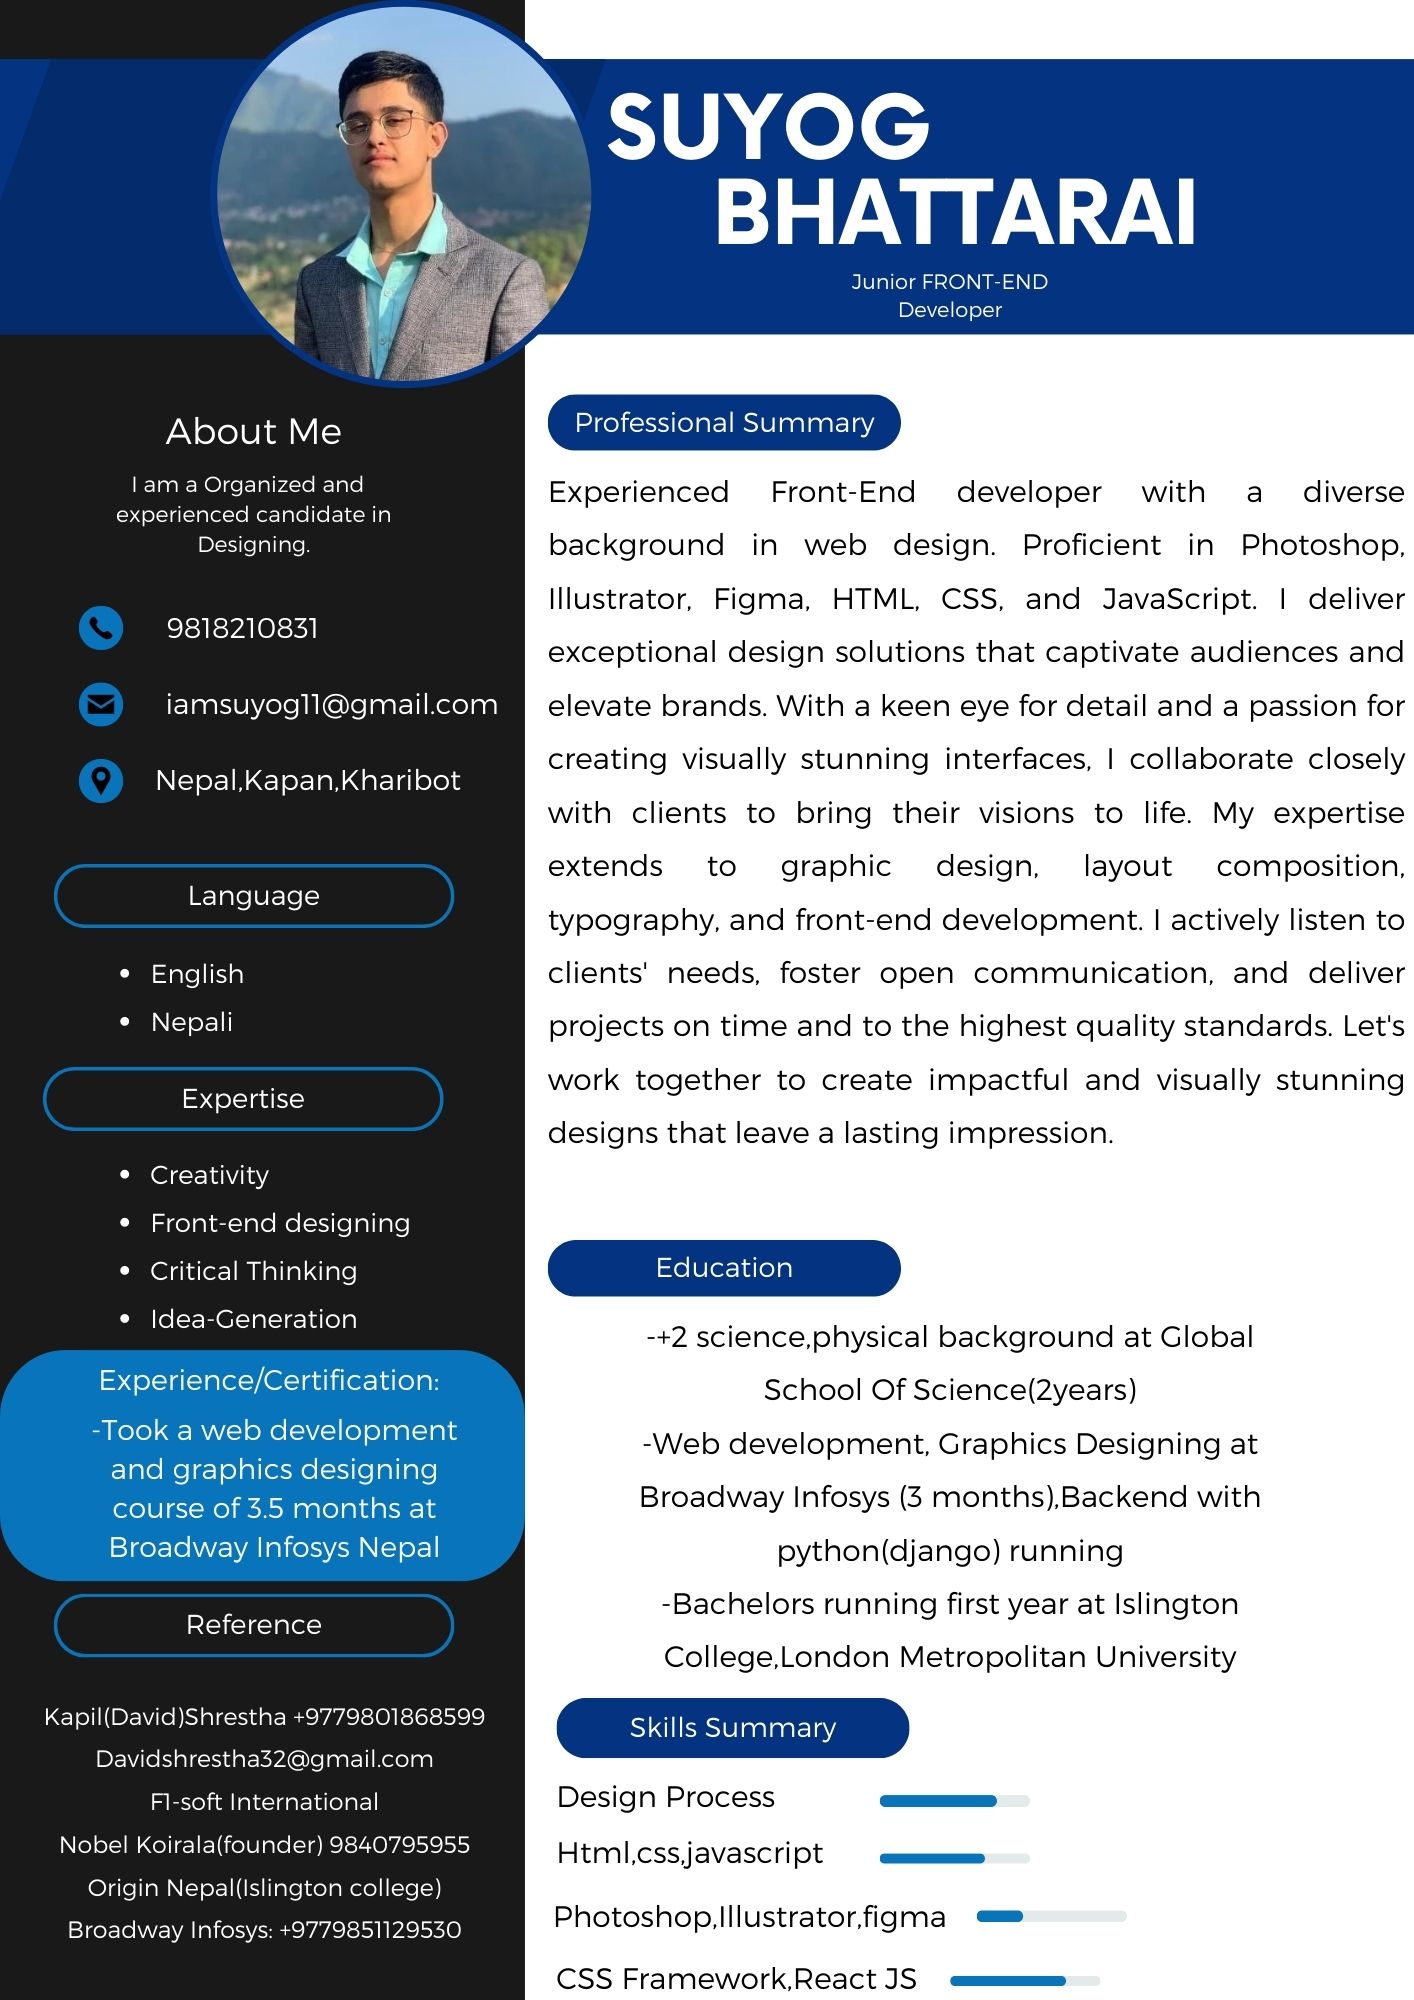 SUYOG
BHATTARAI
Junior FRONT-END
Developer
About Me
I am a Organized and
experienced candidate in
Designing.
9818210831
iamsuyog11@gmail.com
Nepal,Kapan,Kharibot
Language
• English
• Nepali
Expertise
• Creativity
• Front-end designing
• Critical Thinking
• Idea-Generation
Experience/Certification:
-Took a web development
and graphics designing
course of 3.5 months at
Broadway Infosys Nepal
Reference
Kapil(David)Shrestha +9779801868599
Davidshrestha32@gmail.com
F1-soft International
Nobel Koirala(founder) 9840795955
Origin Nepal(Islington college)
Broadway Infosys: +9779851129530
Professional Summary
Experienced Front-End developer with a diverse
background in web design. Proficient in Photoshop,
Illustrator, Figma, HTML, CSS, and JavaScript. I deliver
exceptional design solutions that captivate audiences and
elevate brands. With a keen eye for detail and a passion for
creating visually stunning interfaces, I collaborate closely
with clients to bring their visions to life. My expertise
extends to graphic design, layout composition,
typography, and front-end development. I actively listen to
clients' needs, foster open communication, and deliver
projects on time and to the highest quality standards. Let's
work together to create impactful and visually stunning
designs that leave a lasting impression.
Education
-+2 science,physical background at Global
School Of Science(2years)
-Web development, Graphics Designing at
Broadway Infosys (3 months),Backend with
python(django) running
-Bachelors running first year at Islington
College,London Metropolitan University
Skills Summary
Design Process
Html,css,javascript
Photoshop,Illustrator,figma
CSS Framework,React JS